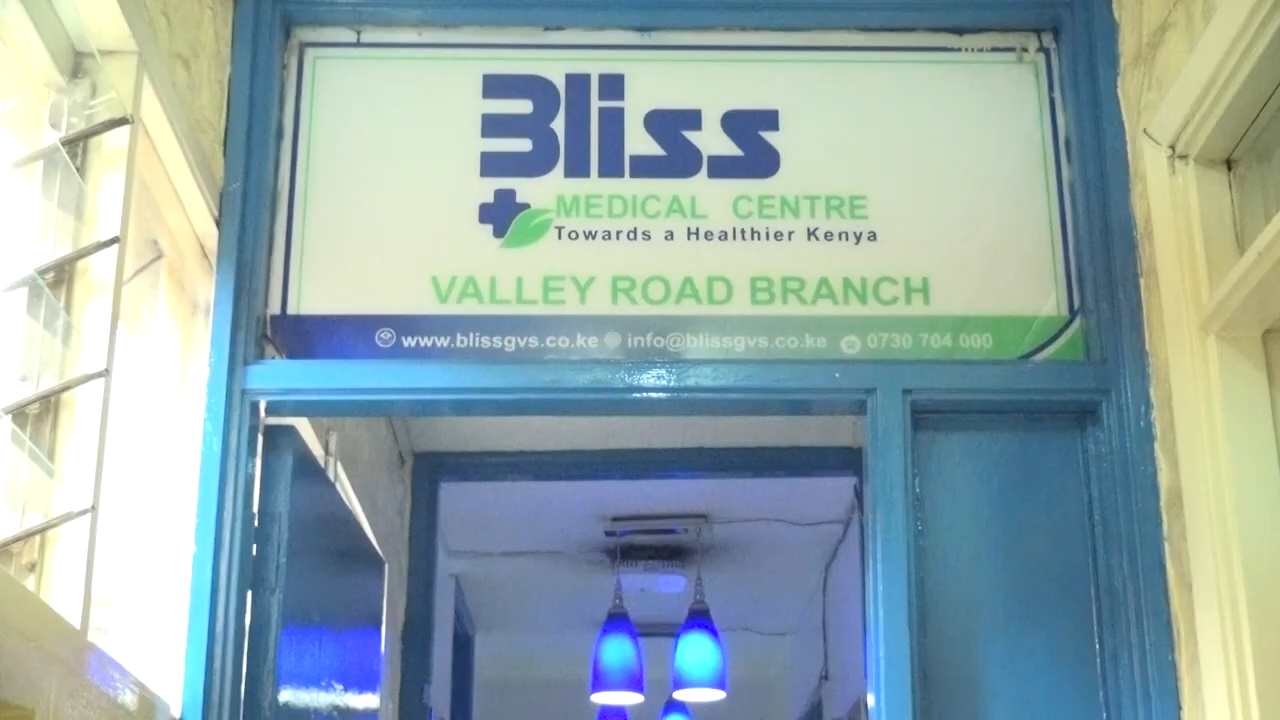 Bliss
MEDICAL CENTRE
Towards a Healthier Kenya
VALLEY ROAD BRANCH
www.blissgvs.co.ke info@blissgvs.co.ke 0730 704 000